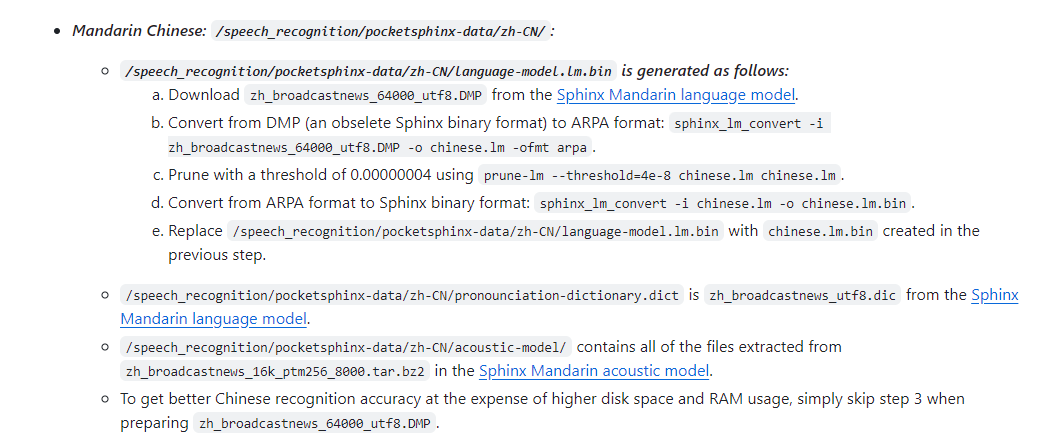 • Mandarin Chinese: /speech_recognition/pocketsphinx-data/zh-CN/ :
○ /speech_recognition/pocketsphinx-data/zh-CN/language-model.lm.bin is generated as follows:
a. Download zh_broadcastnews_64000_utf8.DMP from the Sphinx Mandarin language model.
b. Convert from DMP (an obselete Sphinx binary format) to ARPA format: sphinx_lm_convert -i
zh_broadcastnews_64000_utf8.DMP -o chinese.lm -ofmt arpa .
c. Prune with a threshold of 0.00000004 using prune-lm --threshold=4e-8 chinese.lm chinese.lm .
d. Convert from ARPA format to Sphinx binary format: sphinx_lm_convert -i chinese.lm -o chinese.lm.bin .
e. Replace /speech_recognition/pocketsphinx-data/zh-CN/language-model.lm.bin with chinese.lm.bin created in the
previous step.
○ /speech_recognition/pocketsphinx-data/zh-CN/pronounciation-dictionary.dict is zh_broadcastnews_utf8.dic from the Sphinx
Mandarin language model.
○ /speech_recognition/pocketsphinx-data/zh-CN/acoustic-model/ contains all of the files extracted from
zh_broadcastnews_16k_ptm256_8000.tar.bz2 in the Sphinx Mandarin acoustic model.
○ To get better Chinese recognition accuracy at the expense of higher disk space and RAM usage, simply skip step 3 when
preparing zh_broadcastnews_64000_utf8.DMP .